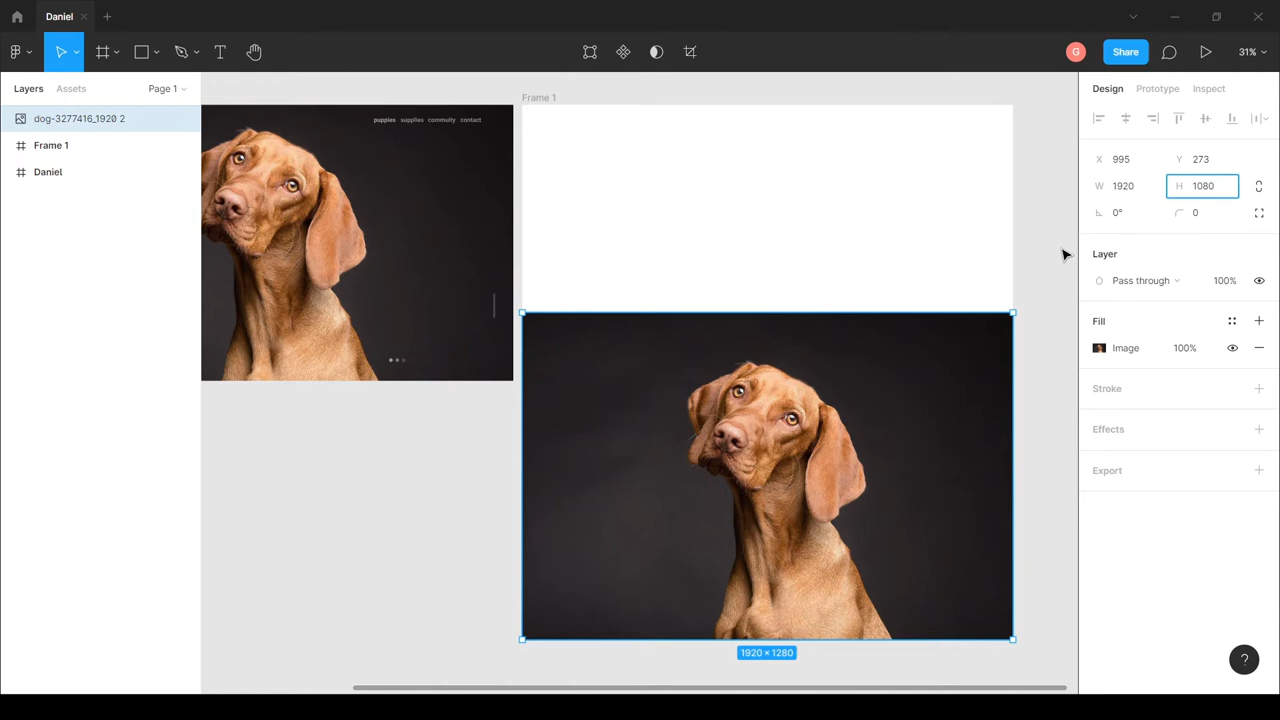 Daniel
G
Share
31%
Layers
Assets
Page 1
Design
Prototype
Inspect
dog-3277416_1920 2
Frame 1
Daniel
Frame 1
puppies supplies commuity contact
1920 × 1280
X 995
Y 273
W 1920
H 1080
0°
0
Layer
Pass through
100%
Fill
Image
100%
Stroke
Effects
Export
?